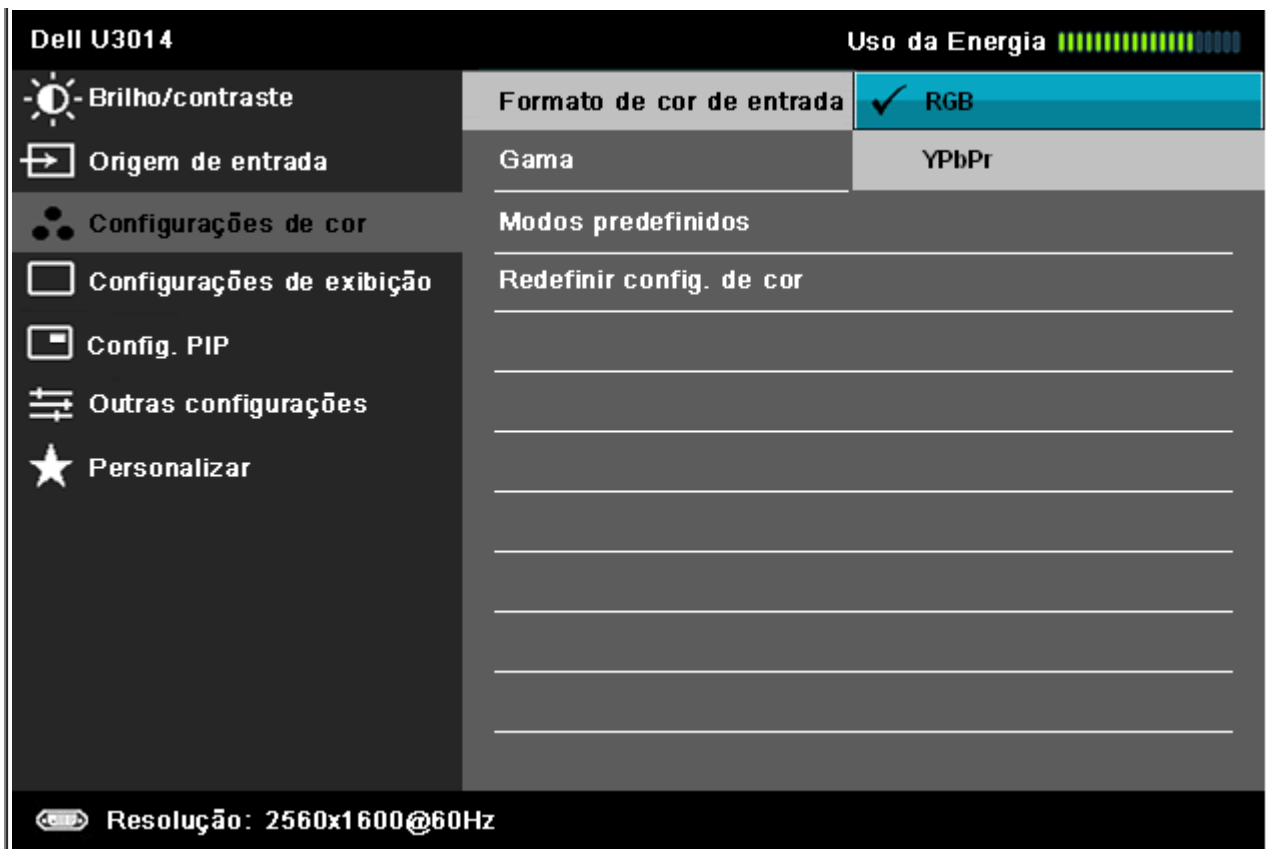 Dell U3014
Uso da Energia
Brilho/contraste
Origem de entrada
Configurações de cor
Configurações de exibição
Config. PIP
Outras configurações
Personalizar
Formato de cor de entrada
Gama
Modos predefinidos
Redefinir config. de cor
RGB
YPbPr
Resolução: 2560x1600@60Hz